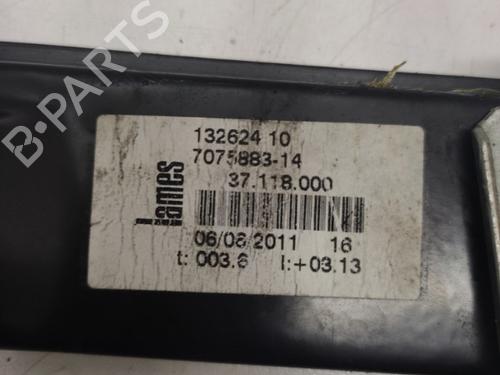 B-PARTS
132624 10
7075883-14
37.118.000
lames
06/08/2011 16
t: 003.6 l:+03.13